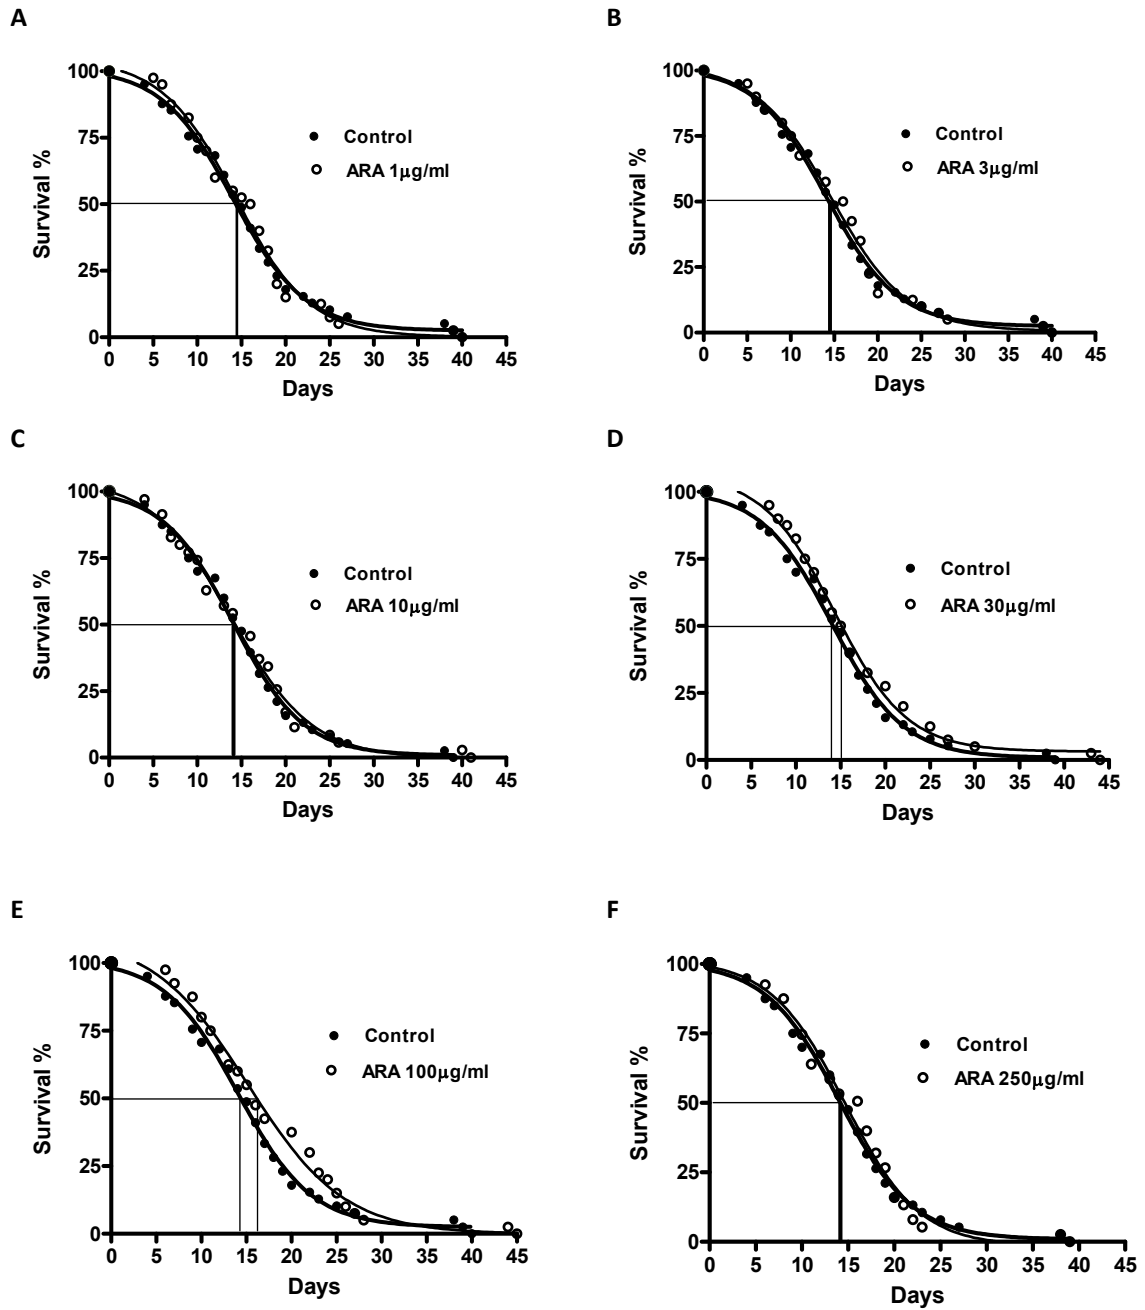 A
Survival %
100
75
50
25
0
Control
ARA 1µg/ml
0 5 10 15 20 25 30 35 40 45
Days
B
Survival %
100
75
50
25
0
Control
ARA 3µg/ml
0 5 10 15 20 25 30 35 40 45
Days
C
Survival %
100
75
50
25
0
Control
ARA 10µg/ml
0 5 10 15 20 25 30 35 40 45
Days
D
Survival %
100
75
50
25
0
Control
ARA 30µg/ml
0 5 10 15 20 25 30 35 40 45
Days
E
Survival %
100
75
50
25
0
Control
ARA 100µg/ml
0 5 10 15 20 25 30 35 40 45
Days
F
Survival %
100
75
50
25
0
Control
ARA 250µg/ml
0 5 10 15 20 25 30 35 40 45
Days